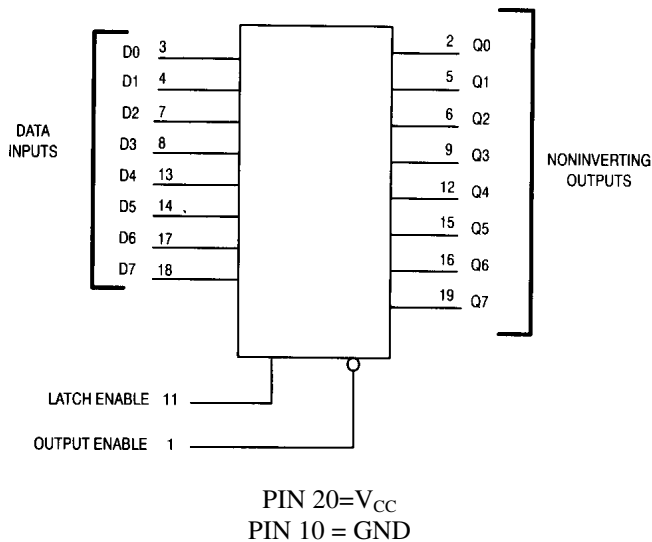 DATA
INPUTS
D0 3
D1 4
D2 7
D3 8
D4 13
D5 14
D6 17
D7 18
2 Q0
5 Q1
6 Q2
9 Q3
12 Q4
15 Q5
16 Q6
19 Q7
NONINVERTING
OUTPUTS
LATCH ENABLE 11
OUTPUT ENABLE 1
PIN 20=VCC
PIN 10 = GND